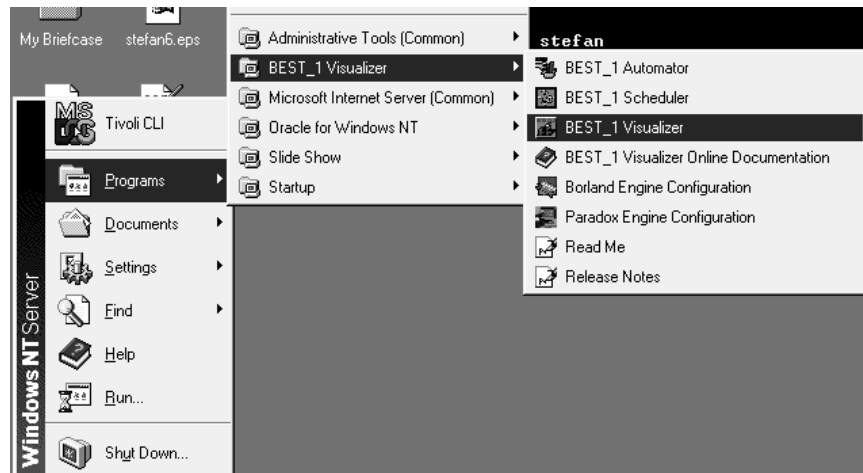 My Briefcase
stefan6.eps
MS
DOS
Tivoli CLI
Programs
Documents
Settings
Find
Help
Run...
Shut Down...
Windows NT Server
Administrative Tools (Common)
BEST_1 Visualizer
Microsoft Internet Server (Common)
Oracle for Windows NT
Slide Show
Startup
stefan
BEST_1 Automator
BEST_1 Scheduler
BEST_1 Visualizer
BEST_1 Visualizer Online Documentation
Borland Engine Configuration
Paradox Engine Configuration
Read Me
Release Notes